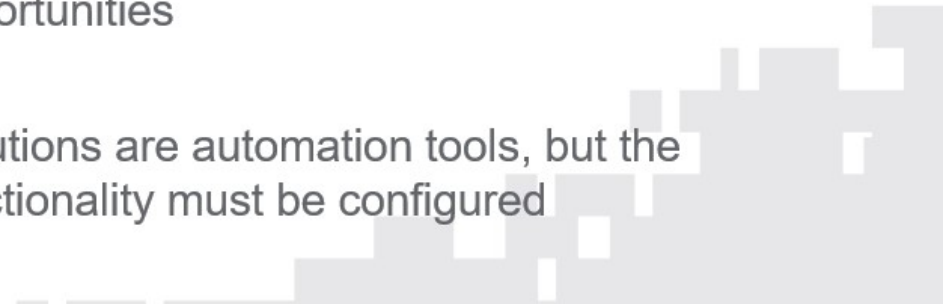 ortunities
utions are automation tools, but the
ctionality must be configured